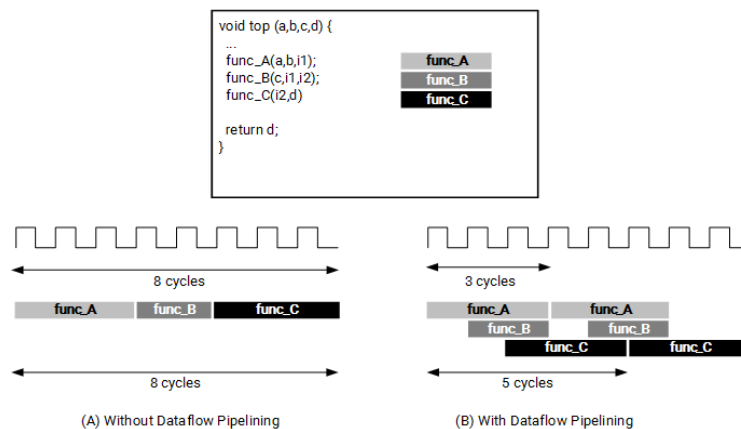 void top (a,b,c,d) {
...
func_A(a,b,i1);
func_B(c,i1,i2);
func_C(i2,d)
return d;
}
func_A
func_B
func_C
8 cycles
func_A func_B func_C
8 cycles
(A) Without Dataflow Pipelining
3 cycles
func_A func_A
func_B func_B
func_C func_C
5 cycles
(B) With Dataflow Pipelining